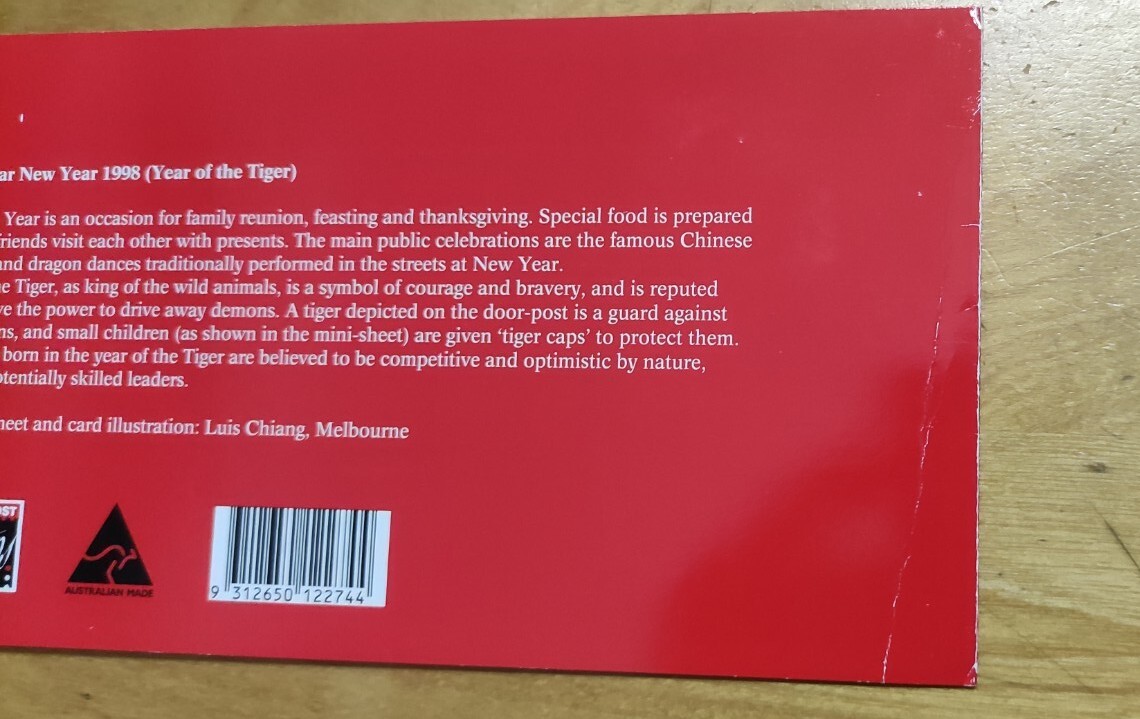 ar New Year 1998 (Year of the Tiger)
Year is an occasion for family reunion, feasting and thanksgiving. Special food is prepared
riends visit each other with presents. The main public celebrations are the famous Chinese
and dragon dances traditionally performed in the streets at New Year.
e Tiger, as king of the wild animals, is a symbol of courage and bravery, and is reputed
ve the power to drive away demons. A tiger depicted on the door-post is a guard against
ns, and small children (as shown in the mini-sheet) are given ‘tiger caps’ to protect them.
born in the year of the Tiger are believed to be competitive and optimistic by nature,
otentially skilled leaders.
heet and card illustration: Luis Chiang, Melbourne
OST
AUSTRALIAN MADE
9 312650 122744